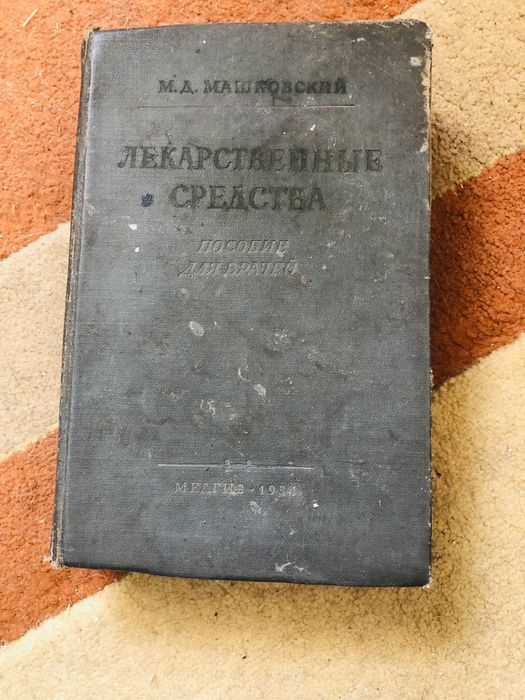 М.Д. МАШКОВСКИЙ
ЛЕКАРСТВЕННЫЕ
СРЕДСТВА
ПОСОБИЕ
ДЛЯ ВРАЧЕЙ
МЕДГИЗ · 1954